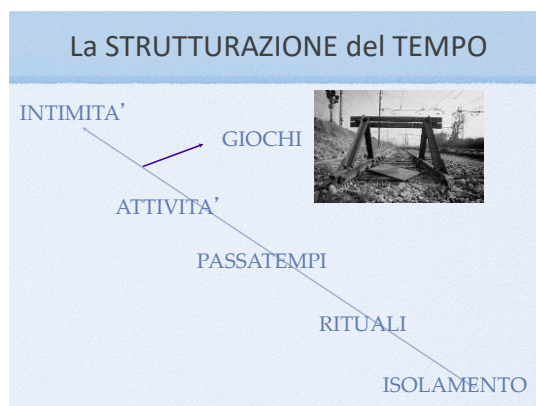 La STRUTTURAZIONE del TEMPO
INTIMITA’
GIOCHI
ATTIVITA’
PASSATEMPI
RITUALI
ISOLAMENTO